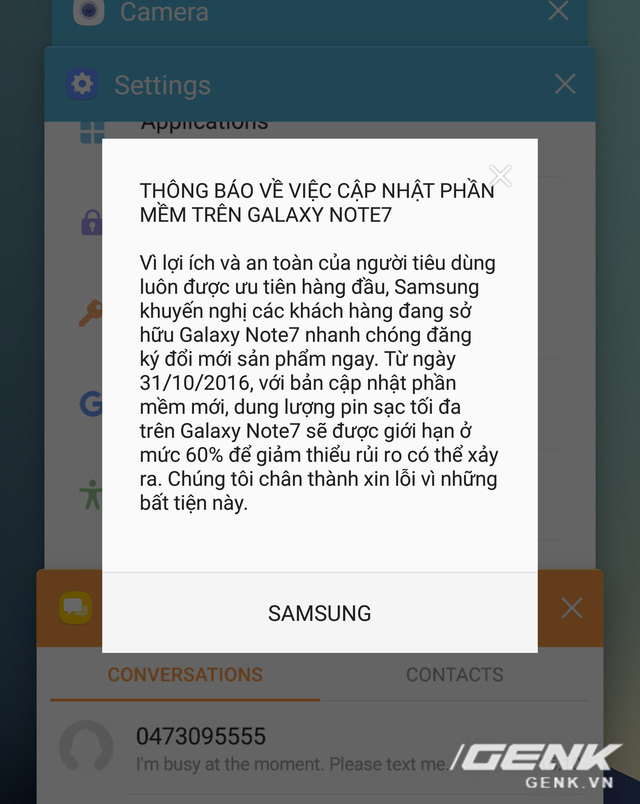 Camera
Settings
Applications
THÔNG BÁO VỀ VIỆC CẬP NHẬT PHẦN
MỀM TRÊN GALAXY NOTE7
Vì lợi ích và an toàn của người tiêu dùng
luôn được ưu tiên hàng đầu, Samsung
khuyến nghị các khách hàng đang sở
hữu Galaxy Note7 nhanh chóng đăng
ký đổi mới sản phẩm ngay. Từ ngày
31/10/2016, với bản cập nhật phần
mềm mới, dung lượng pin sạc tối đa
trên Galaxy Note7 sẽ được giới hạn ở
mức 60% để giảm thiểu rủi ro có thể xảy
ra. Chúng tôi chân thành xin lỗi vì những
bất tiện này.
SAMSUNG
CONVERSATIONS CONTACTS
0473095555
I'm busy at the moment. Please text me.
GENK
GENK.VN